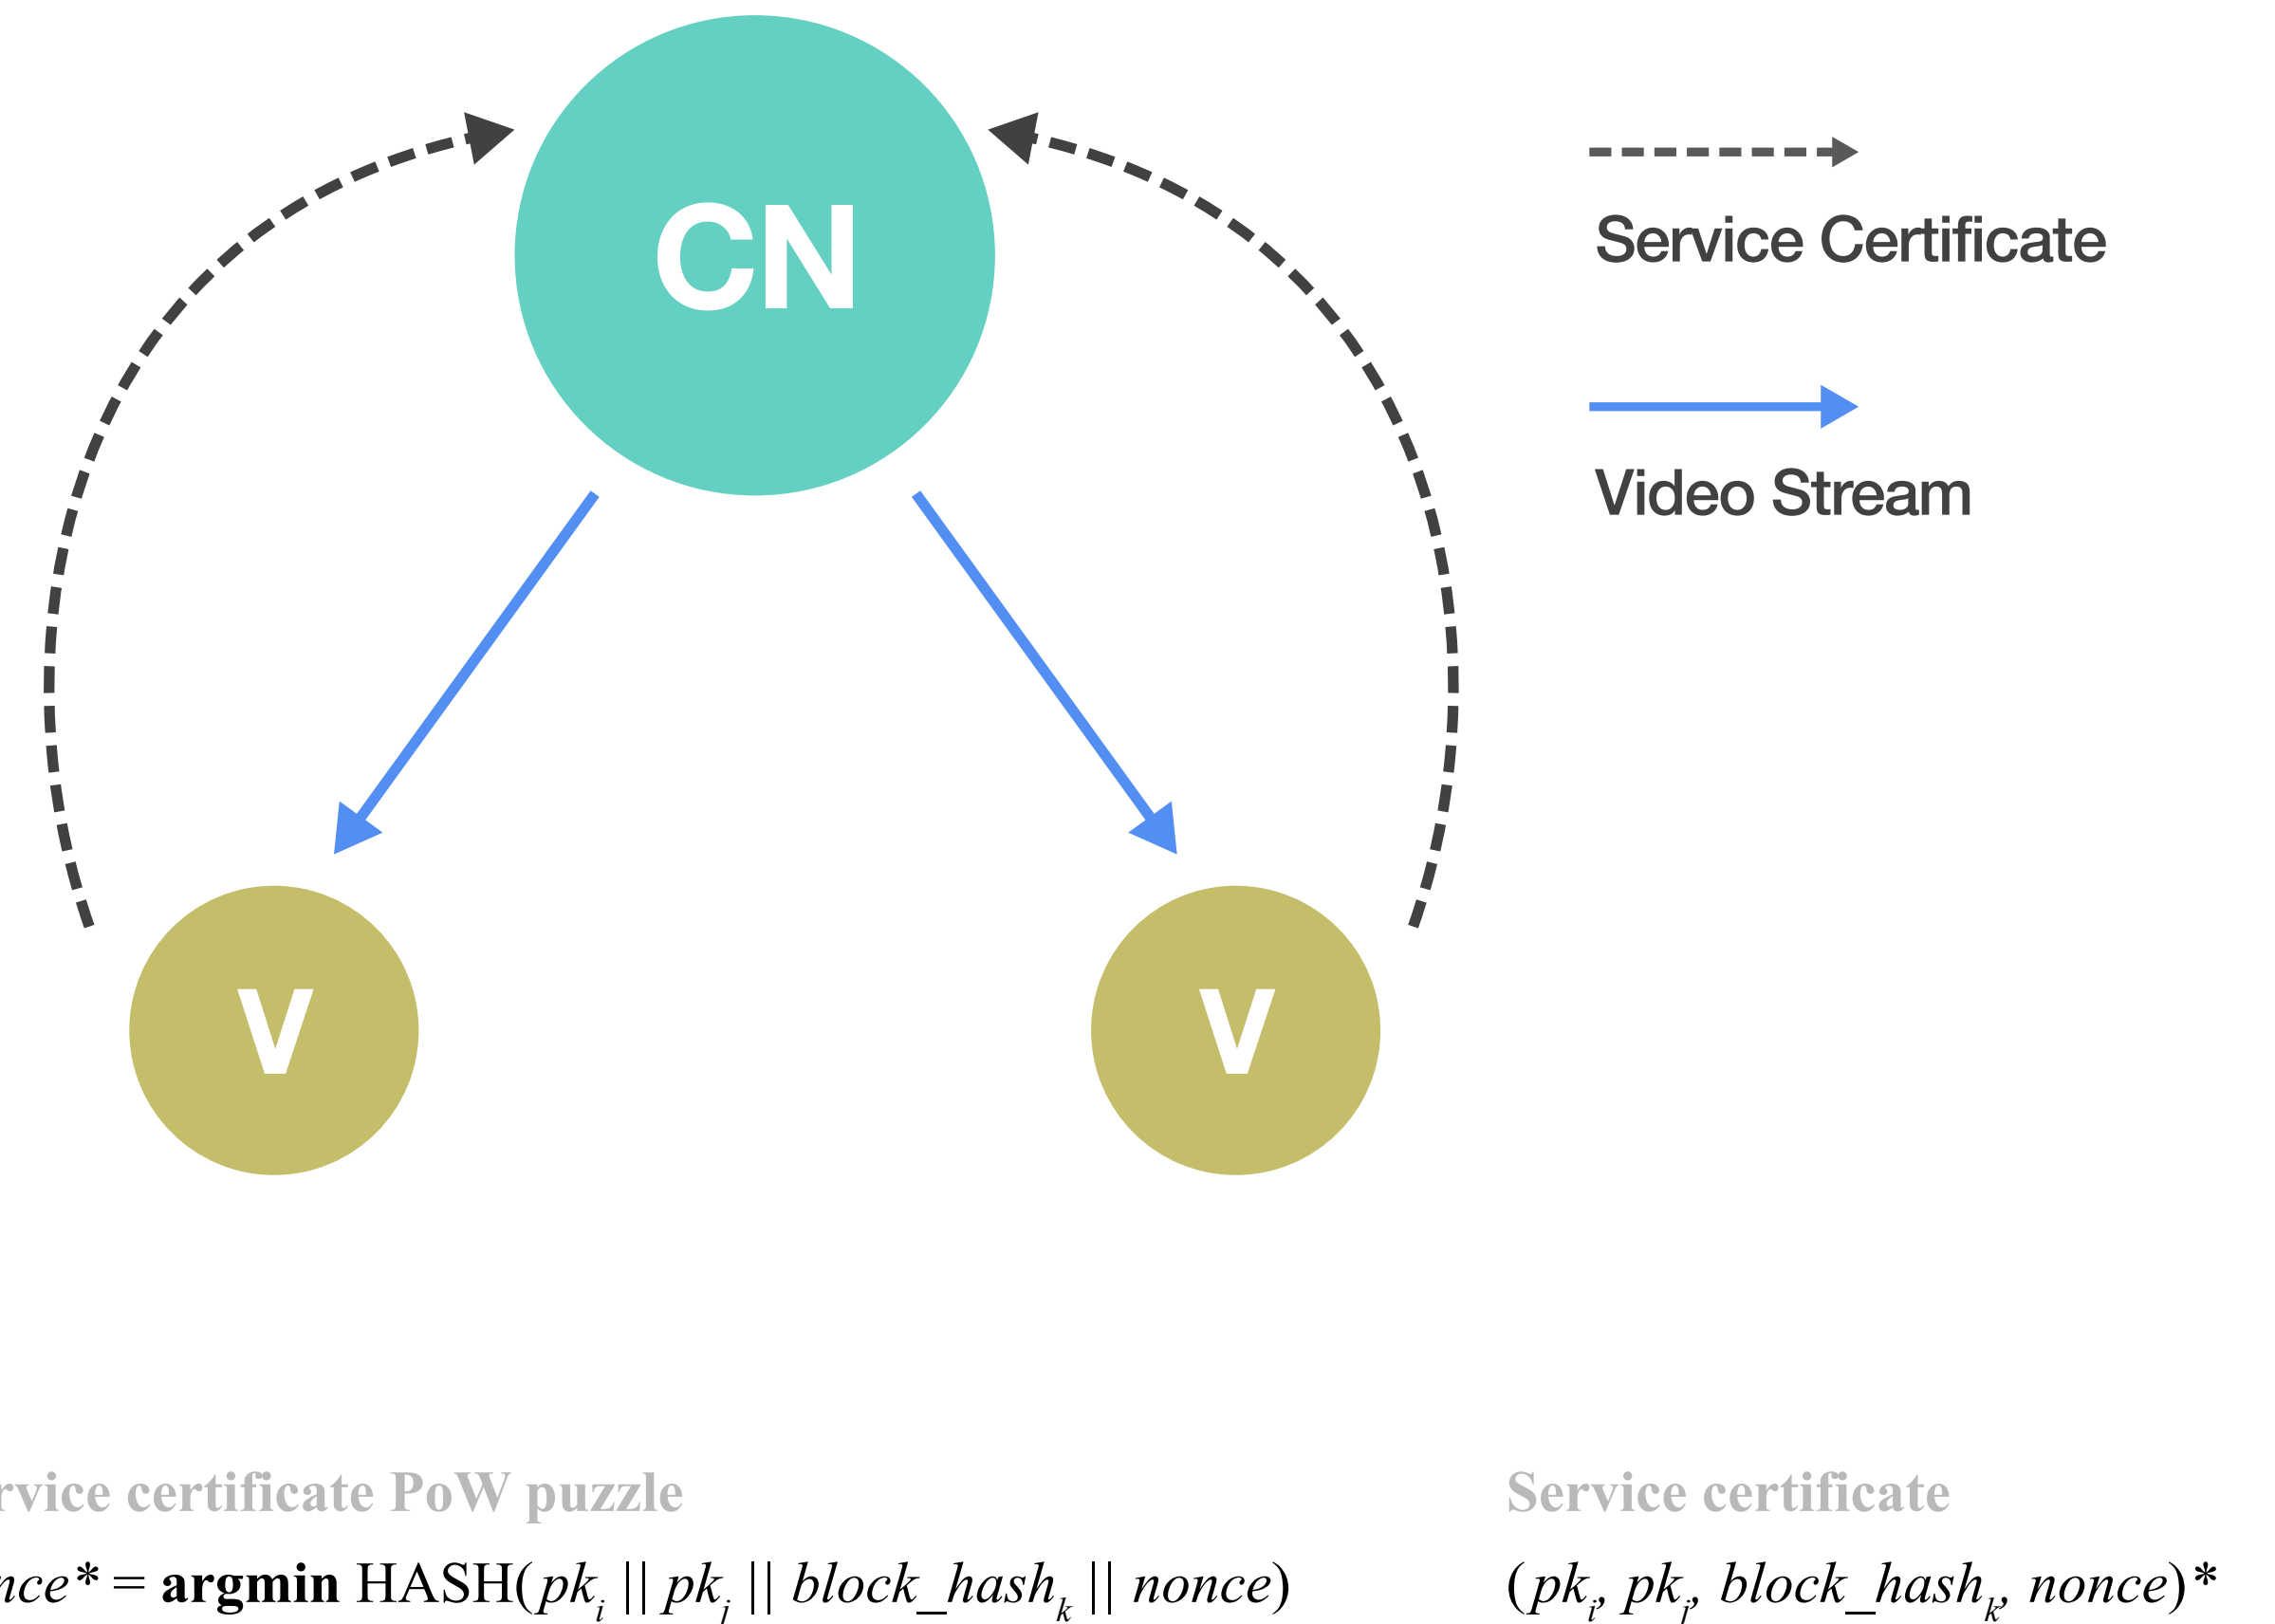 CN
Service Certificate
Video Stream
V
V
rvice certificate PoW puzzle
Service certificate
nce* = argmin HASH(pkᵢ || pkⱼ || block_hashₖ || nonce)
(pkᵢ, pkⱼ, block_hashₖ, nonce)*